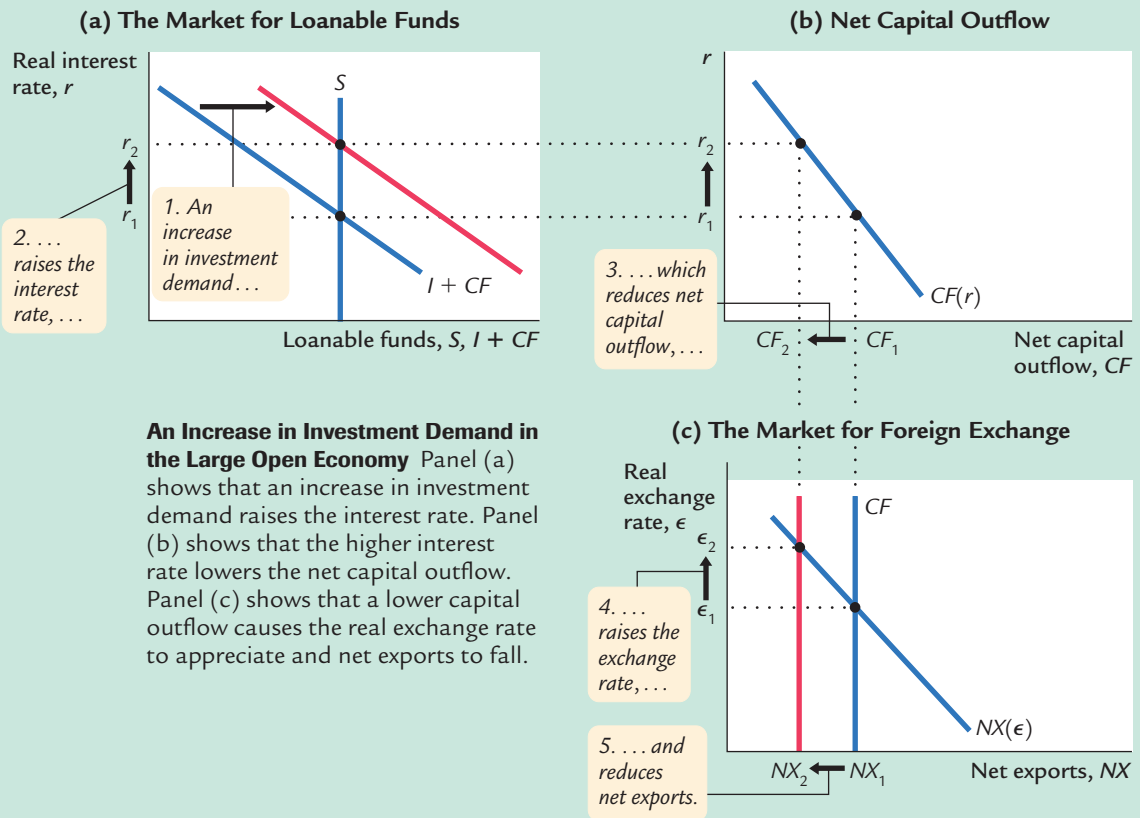 (a) The Market for Loanable Funds
Real interest
rate, r
S
r₂
r₁
1. An
increase
in investment
demand . . .
2. . . .
raises the
interest
rate, . . .
I + CF
Loanable funds, S, I + CF
(b) Net Capital Outflow
r
r₂
r₁
3. . . . which
reduces net
capital
outflow, . . .
CF(r)
CF₂
CF₁
Net capital
outflow, CF
An Increase in Investment Demand in
the Large Open Economy Panel (a)
shows that an increase in investment
demand raises the interest rate. Panel
(b) shows that the higher interest
rate lowers the net capital outflow.
Panel (c) shows that a lower capital
outflow causes the real exchange rate
to appreciate and net exports to fall.
(c) The Market for Foreign Exchange
Real
exchange
rate, ϵ
CF
ϵ₂
ϵ₁
4. . . .
raises the
exchange
rate, . . .
NX(ϵ)
5. . . . and
reduces
net exports.
NX₂
NX₁
Net exports, NX